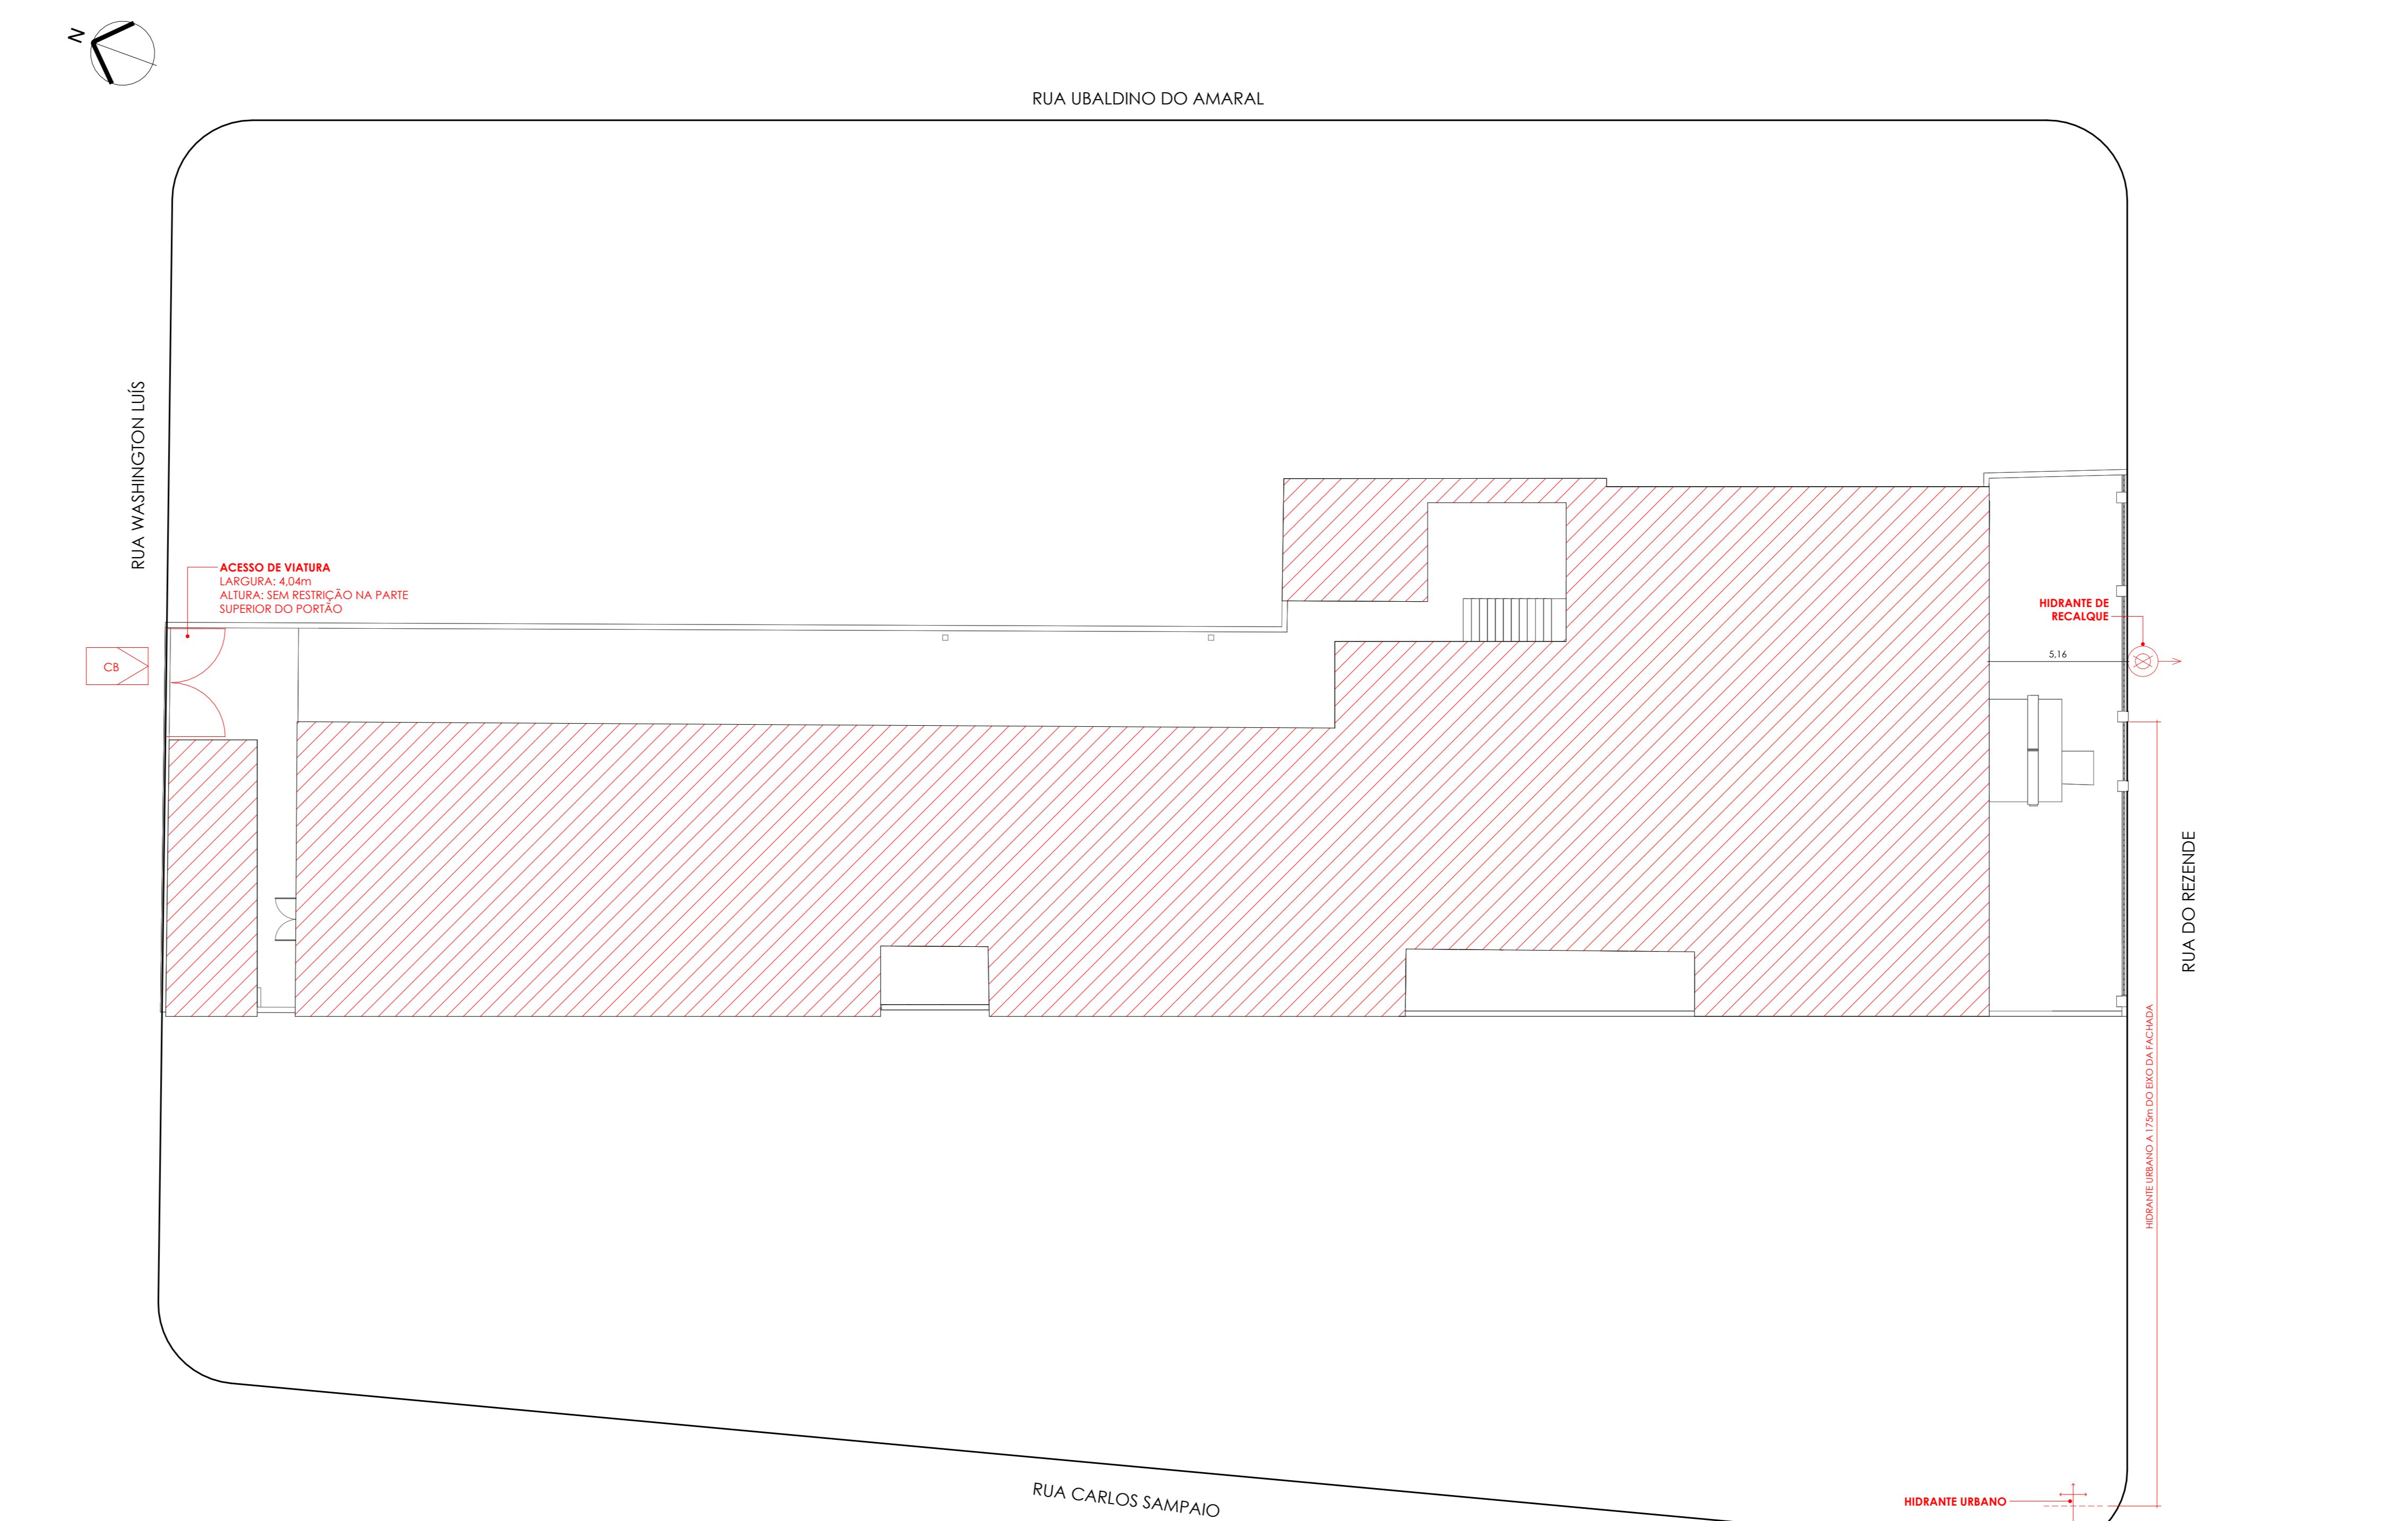 N
RUA UBALDINO DO AMARAL
RUA WASHINGTON LUÍS
ACESSO DE VIATURA
LARGURA: 4,04m
ALTURA: SEM RESTRIÇÃO NA PARTE
SUPERIOR DO PORTÃO
CB
HIDRANTE DE
RECALQUE
5,16
RUA DO REZENDE
HIDRANTE URBANO A 175m DO EIXO DA FACHADA
RUA CARLOS SAMPAIO
HIDRANTE URBANO